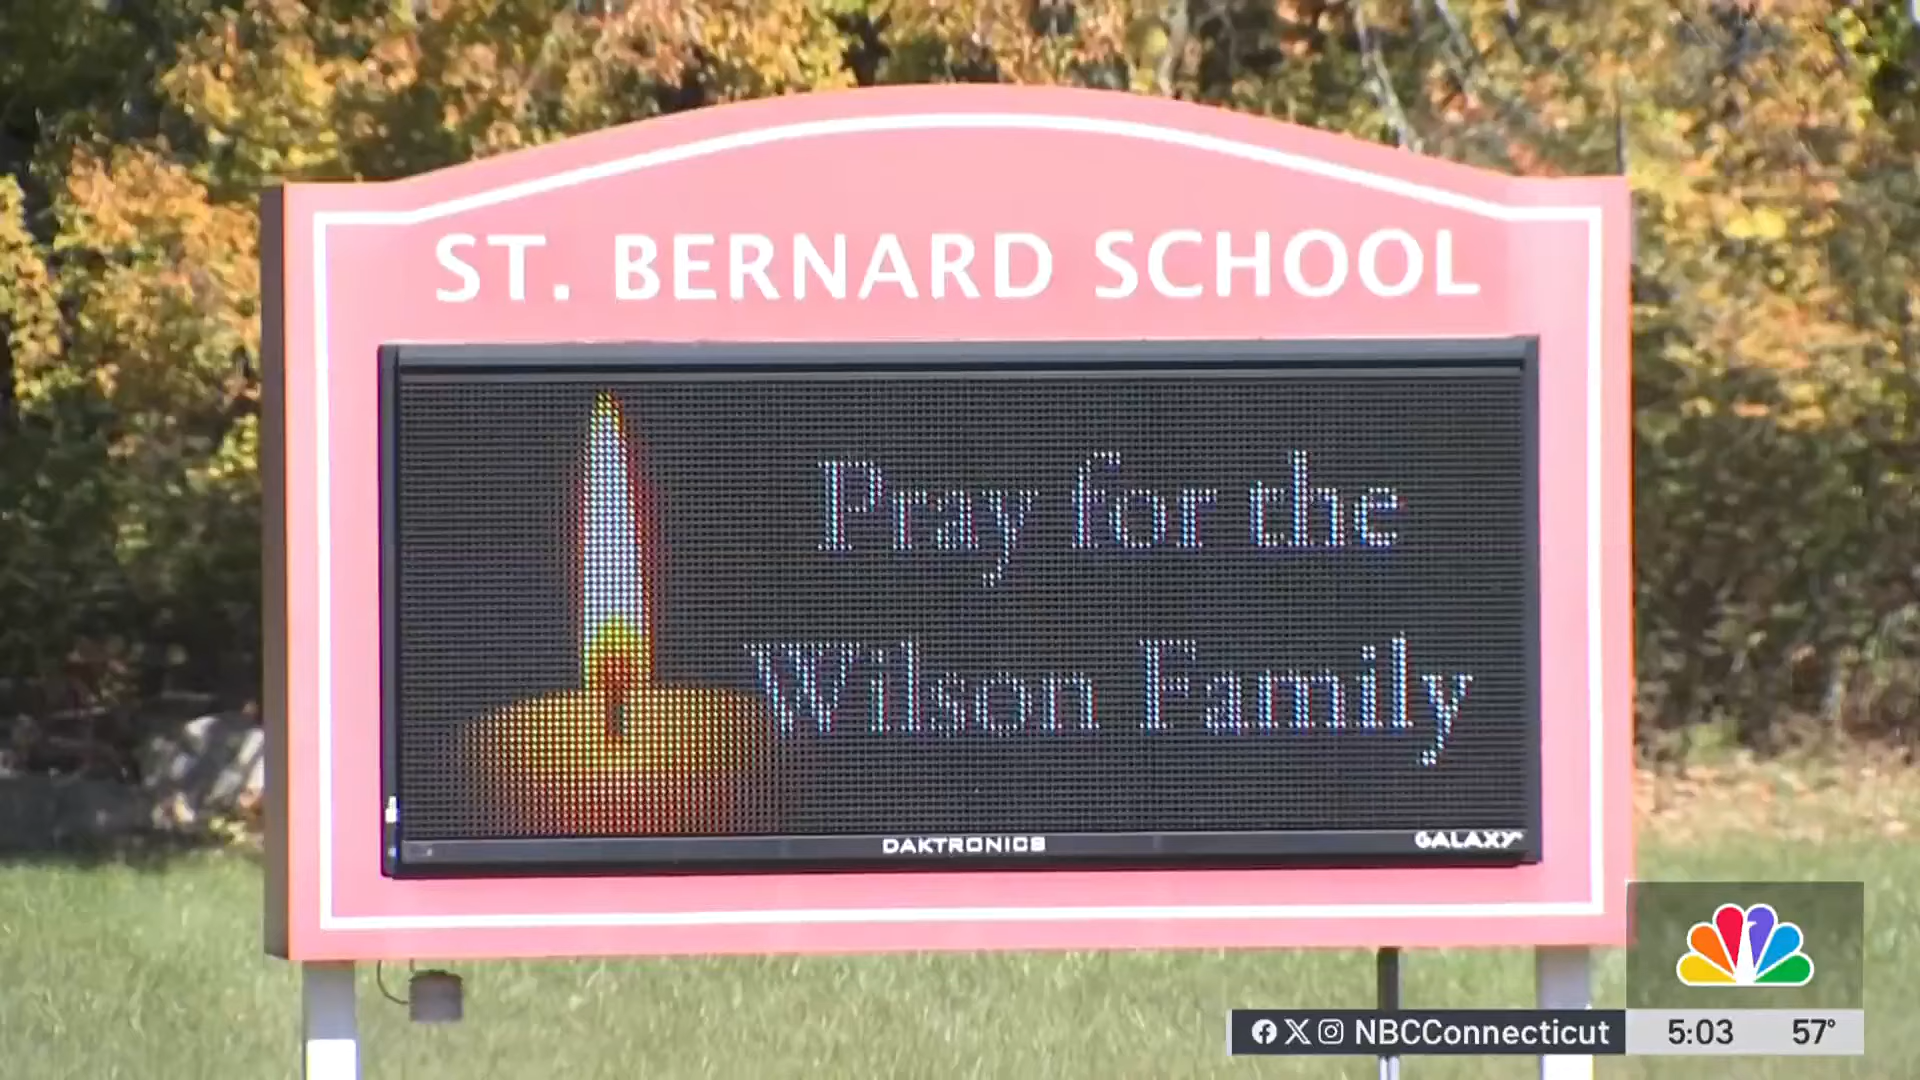 ST. BERNARD SCHOOL
Pray for the
Wilson Family
DAKTRONICS
GALAXY
NBCConnecticut
5:03 57°